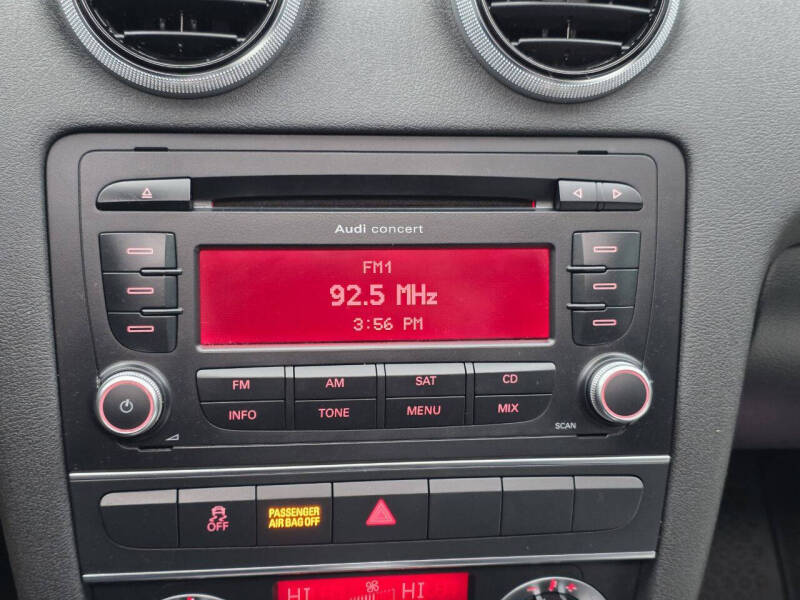 Audi concert
FM1
92.5 MHz
3:56 PM
FM AM SAT CD
INFO TONE MENU MIX
SCAN
OFF
PASSENGER
AIR BAG OFF
HI HI